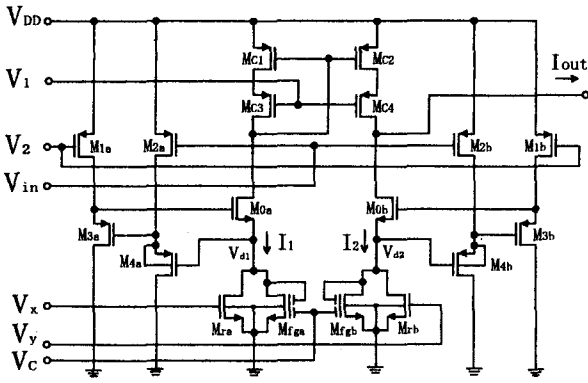 VDD
MC1
MC2
Iout
V1
MC3
MC4
V2
M1a
M2a
M2b
M1b
Vin
M0a
M0b
M3a
M3b
I1
I2
M4a
Vd1
Vd2
M4b
Vx
Mra
Mfga
Mfgb
Mrb
Vy
VC